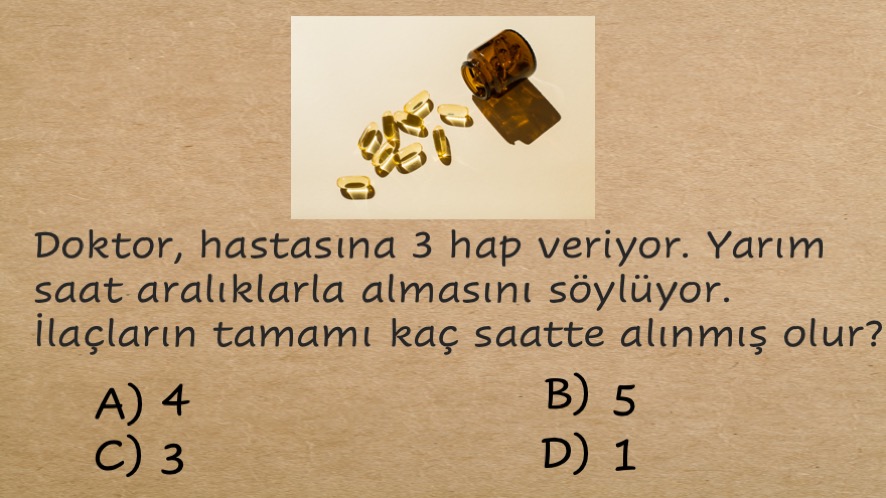 Doktor, hastasına 3 hap veriyor. Yarım
saat aralıklarla almasını söylüyor.
İlaçların tamamı kaç saatte alınmış olur?
A) 4 B) 5
C) 3 D) 1